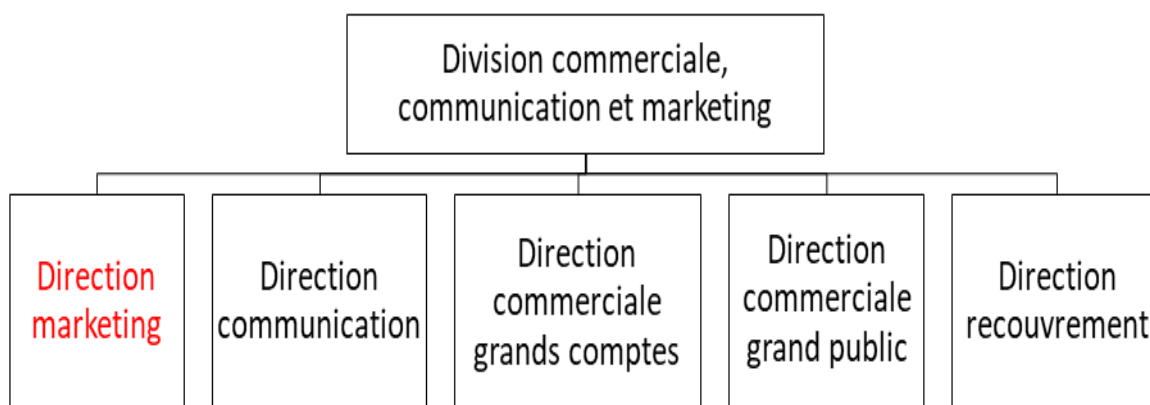 Division commerciale,
communication et marketing
Direction
marketing
Direction
communication
Direction
commerciale
grands comptes
Direction
commerciale
grand public
Direction
recouvrement